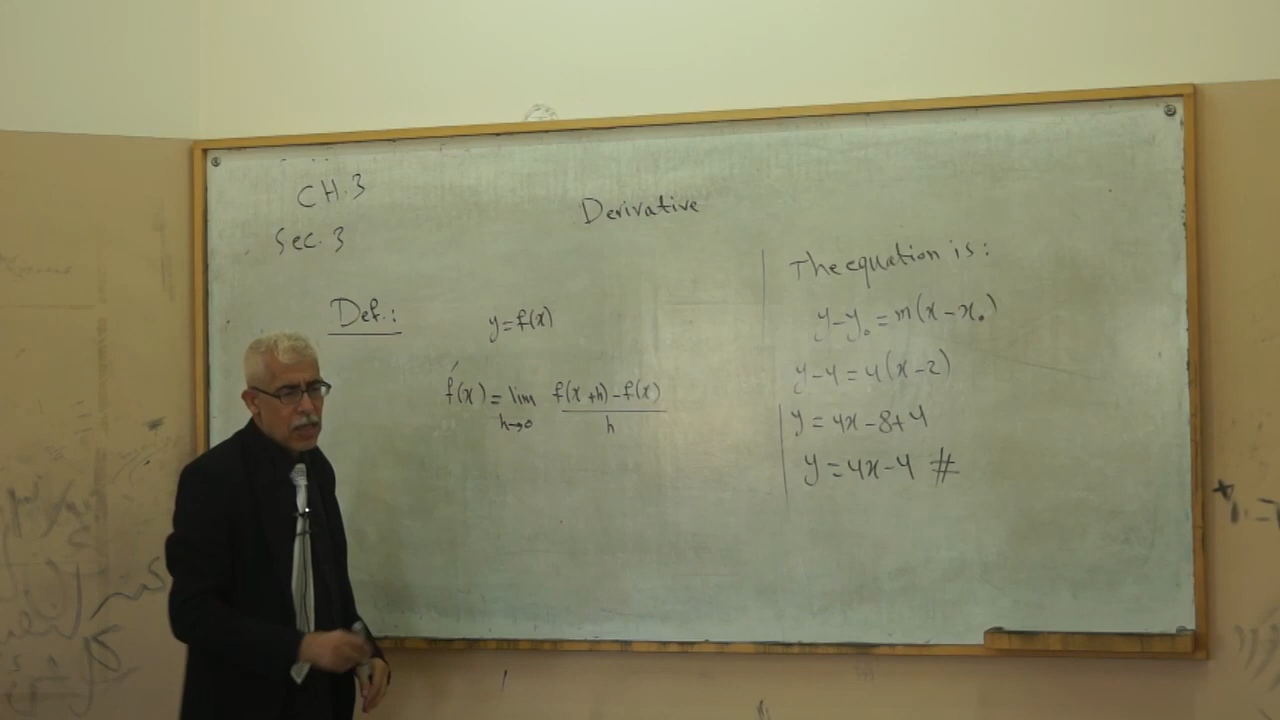 CH.3
Sec. 3
Derivative
Def.:
y=f(x)
f́(x) = lim h→0 f(x+h)-f(x) / h
The equation is:
y-y₀=m(x-x₀)
y-4=4(x-2)
y=4x-8+4
y=4x-4 #